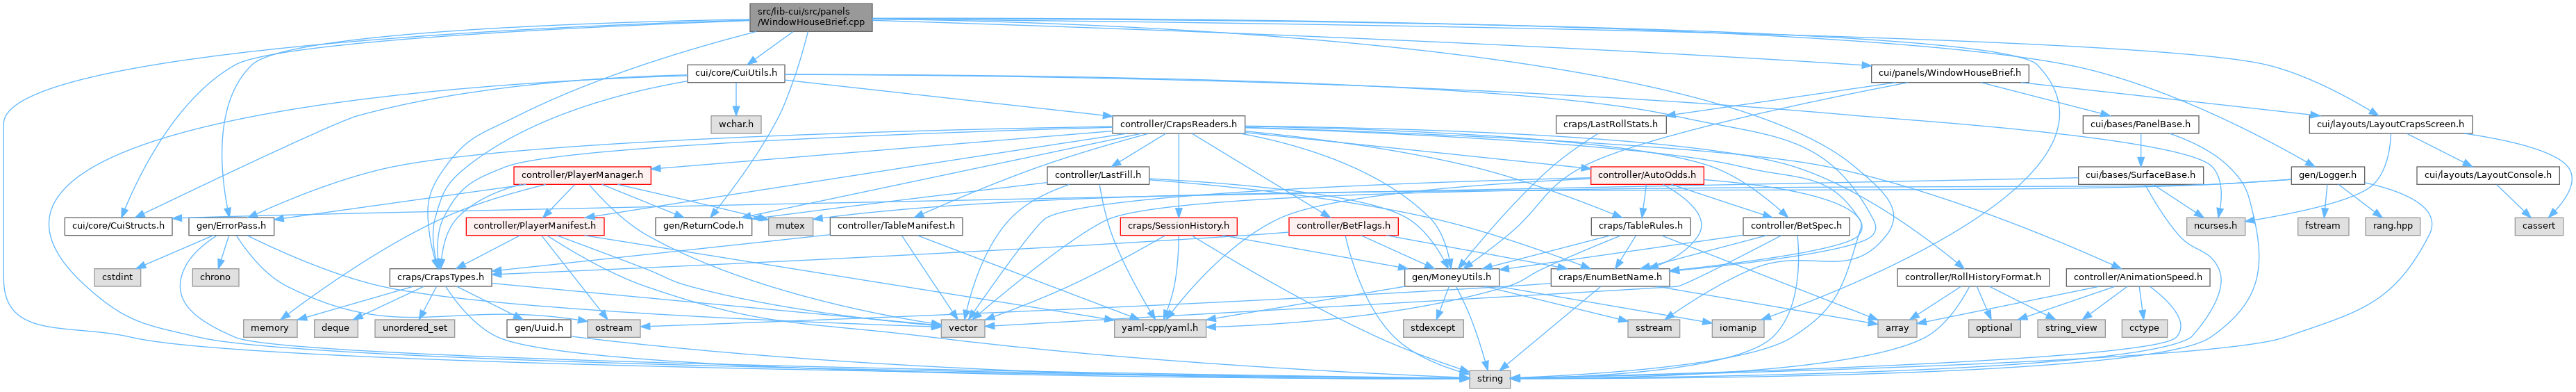 src/lib-cui/src/panels
/WindowHouseBrief.cpp
cui/core/CuiUtils.h
cui/panels/WindowHouseBrief.h
wchar.h
controller/CrapsReaders.h
craps/LastRollStats.h
cui/bases/PanelBase.h
cui/layouts/LayoutCrapsScreen.h
controller/PlayerManager.h
controller/LastFill.h
controller/AutoOdds.h
cui/bases/SurfaceBase.h
gen/Logger.h
cui/layouts/LayoutConsole.h
cui/core/CuiStructs.h
gen/ErrorPass.h
controller/PlayerManifest.h
gen/ReturnCode.h
mutex
controller/TableManifest.h
craps/SessionHistory.h
controller/BetFlags.h
craps/TableRules.h
controller/BetSpec.h
ncurses.h
fstream
rang.hpp
cassert
cstdint
chrono
craps/CrapsTypes.h
gen/MoneyUtils.h
craps/EnumBetName.h
controller/RollHistoryFormat.h
controller/AnimationSpeed.h
memory
deque
unordered_set
gen/Uuid.h
ostream
vector
yaml-cpp/yaml.h
stdexcept
sstream
iomanip
array
optional
string_view
cctype
string